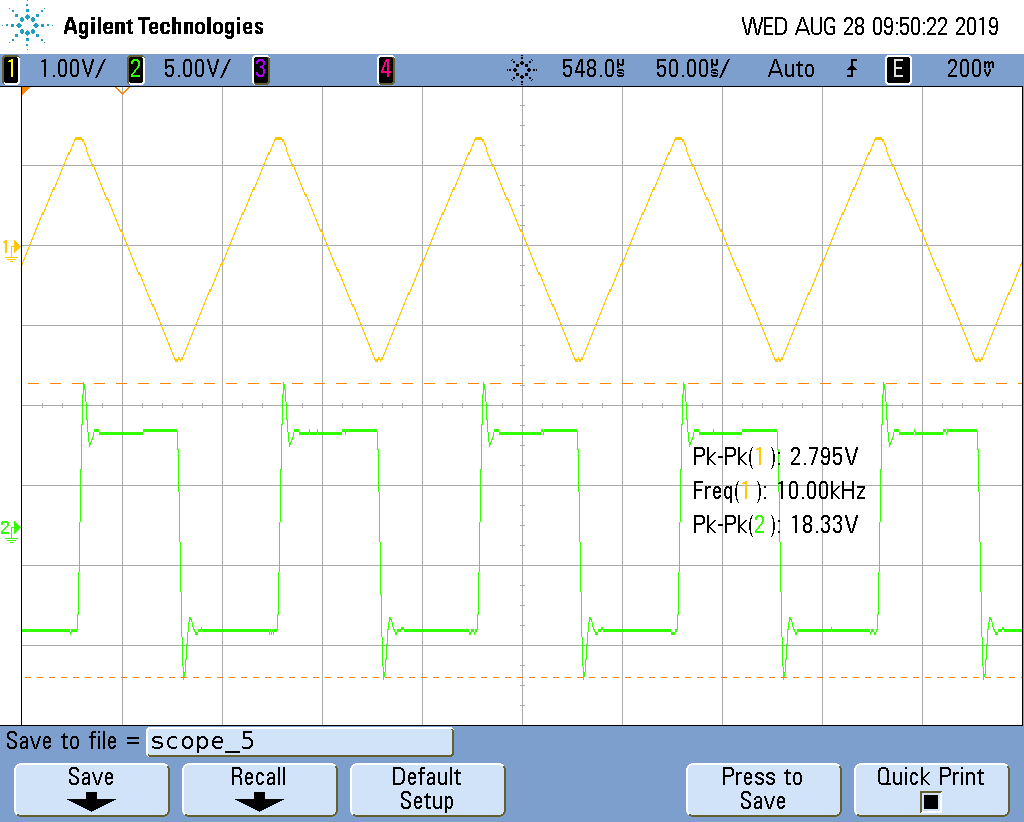 Agilent Technologies WED AUG 28 09:50:22 2019
1 1.00V/ 2 5.00V/ 3 4 548.0µs 50.00µs/ Auto E 200mV
1
2
Pk-Pk(1): 2.795V
Freq(1): 10.00kHz
Pk-Pk(2): 18.33V
Save to file = scope_5
Save Recall Default Setup Press to Save Quick Print